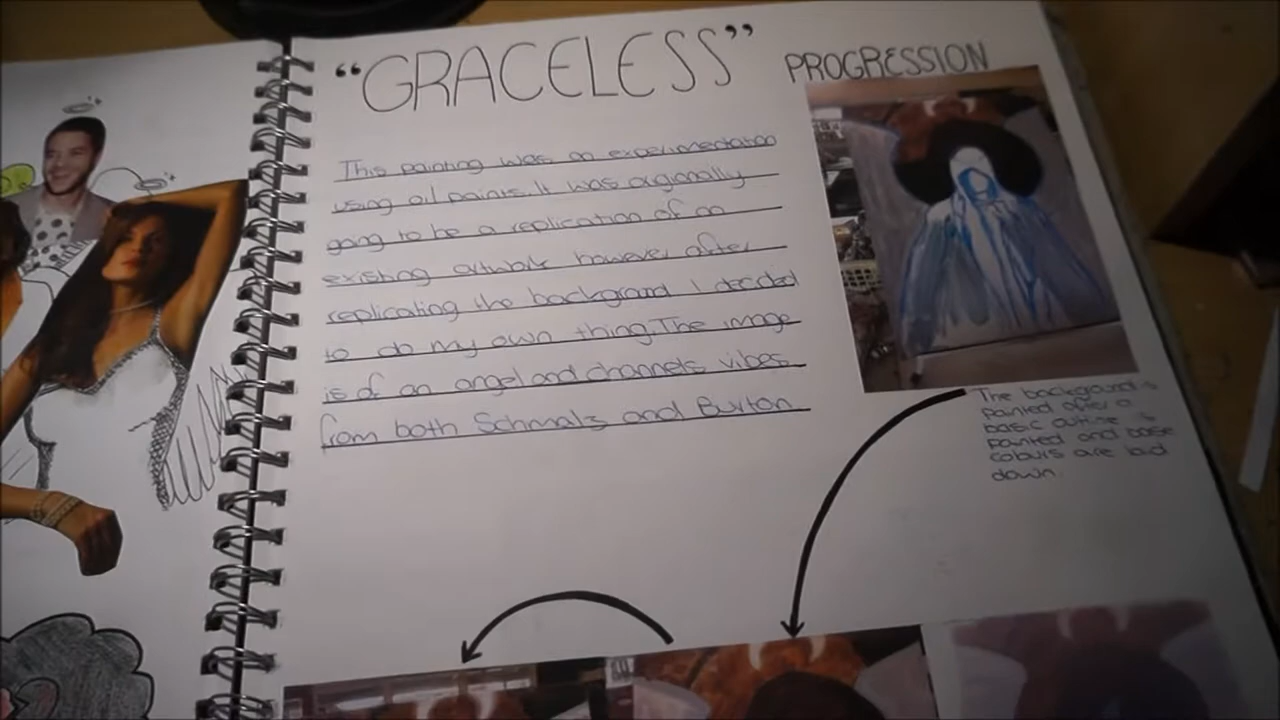 “GRACELESS”
PROGRESSION
This painting was an experimentation
using oil paints. It was orginally
going to be a replication of an
existing artwork however after
replicating the background I decided
to do my own thing. The image
is of an angel and channels vibes
from both Schmalz and Burton.
The background is
painted after a
basic outline is
painted and base
colours are laid
down.